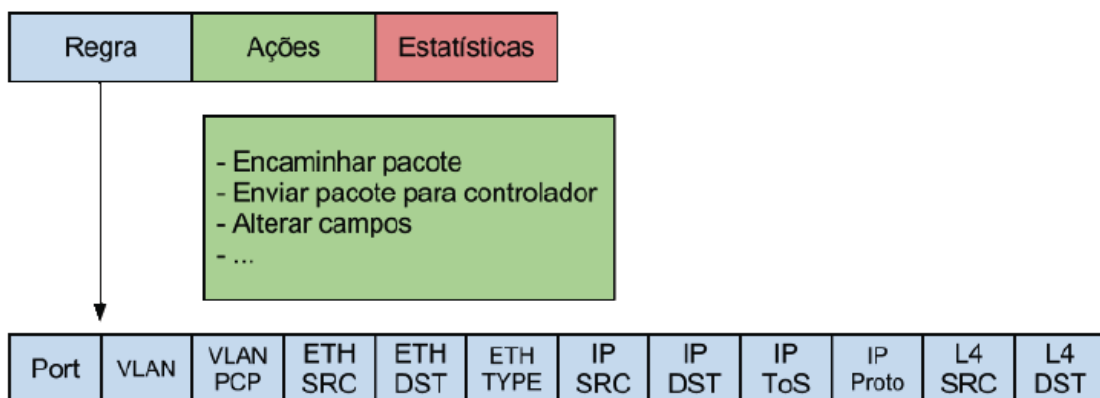 Regra Ações Estatísticas
- Encaminhar pacote
- Enviar pacote para controlador
- Alterar campos
- ...
Port VLAN VLAN PCP ETH SRC ETH DST ETH TYPE IP SRC IP DST IP ToS IP Proto L4 SRC L4 DST